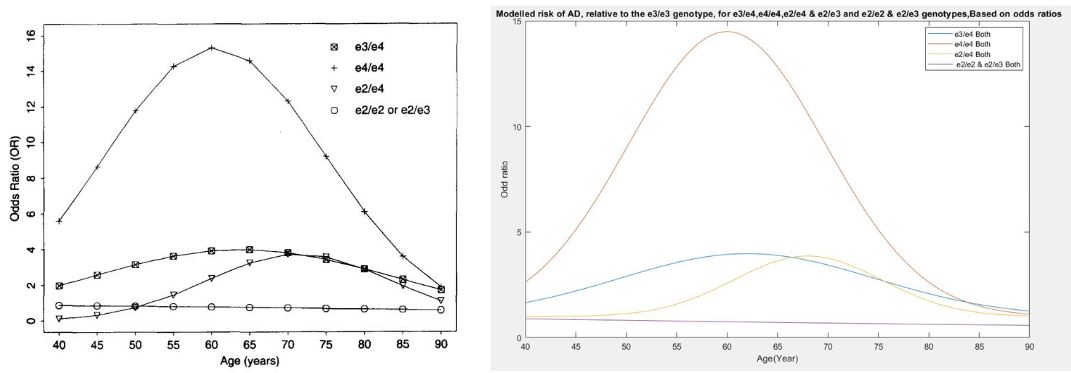 16
14
12
10
8
6
4
2
0
Odds Ratio (OR)
e3/e4
e4/e4
e2/e4
e2/e2 or e2/e3
40 45 50 55 60 65 70 75 80 85 90
Age (years)
Modelled risk of AD, relative to the e3/e3 genotype, for e3/e4,e4/e4,e2/e4 & e2/e3 and e2/e2 & e2/e3 genotypes,Based on odds ratios
15
10
5
0
Odd ratio
e3/e4 Both
e4/e4 Both
e2/e4 Both
e2/e2 & e2/e3 Both
40 45 50 55 60 65 70 75 80 85 90
Age(Year)